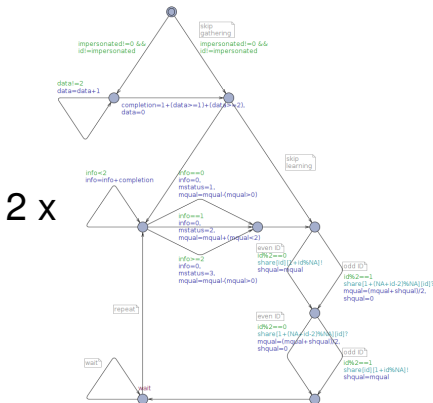 skip
gathering
impersonated!=0 &&
id!=impersonated
impersonated!=0 &&
id!=impersonated
data!=2
data=data+1
completion=1+(data>=1)+(data>=2),
data=0
skip
learning
info<2
info=info+completion
info==0
info=0,
mstatus=1,
mqual=mqual-(mqual>0)
2 x
info==1
info=0,
mstatus=2,
mqual=mqual+(mqual<2)
info>=2
info=0,
mstatus=3,
mqual=mqual-(mqual>0)
even ID
id%2==0
share[id][1+id%NA]!
shqual=mqual
odd ID
id%2==1
share[1+(NA+id-2)%NA][id]?
mqual=(mqual+shqual)/2,
shqual=0
repeat
even ID
id%2==0
share[1+(NA+id-2)%NA][id]?
mqual=(mqual+shqual)/2,
shqual=0
odd ID
id%2==1
share[id][1+id%NA]!
shqual=mqual
wait
wait